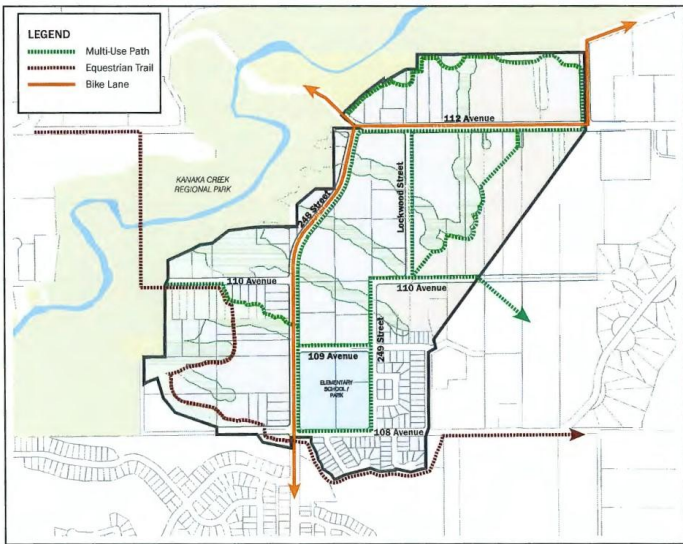 LEGEND
Multi-Use Path
Equestrian Trail
Bike Lane
112 Avenue
KANAKA CREEK
REGIONAL PARK
248 Street
Lockwood Street
110 Avenue
110 Avenue
249 Street
109 Avenue
ELEMENTARY
SCHOOL /
PARK
108 Avenue